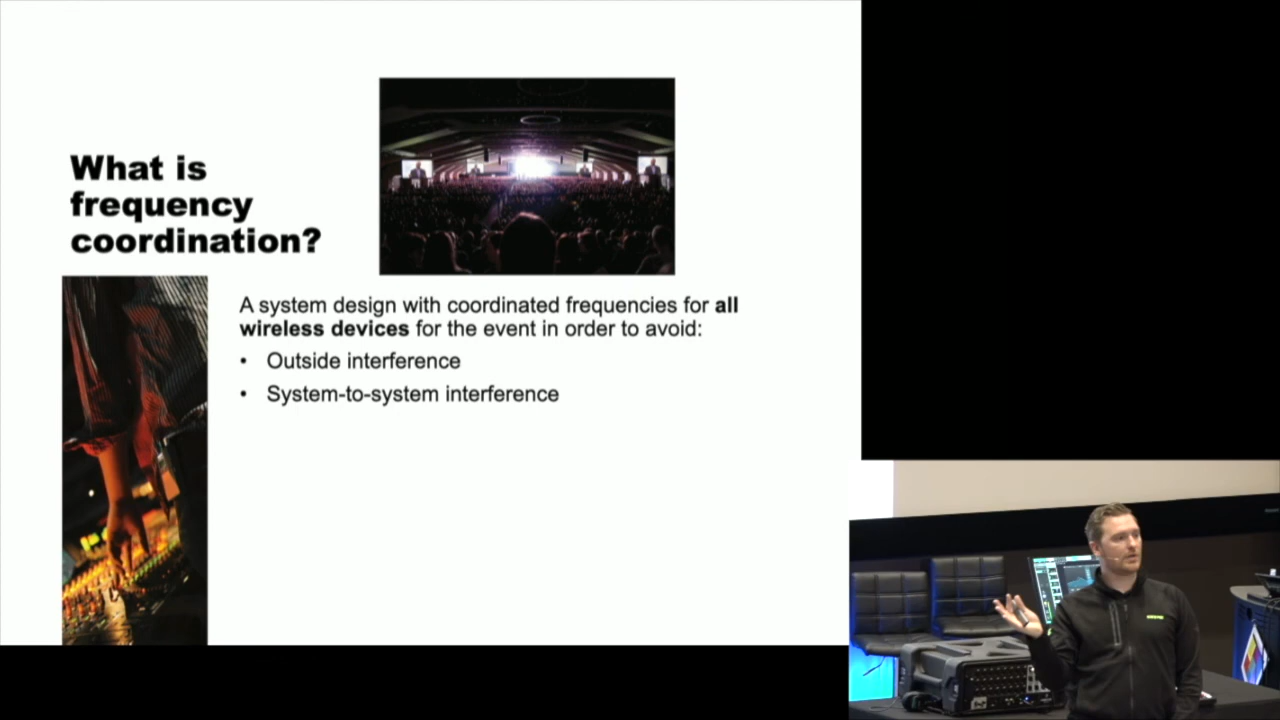 What is
frequency
coordination?
A system design with coordinated frequencies for all
wireless devices for the event in order to avoid:
• Outside interference
• System-to-system interference